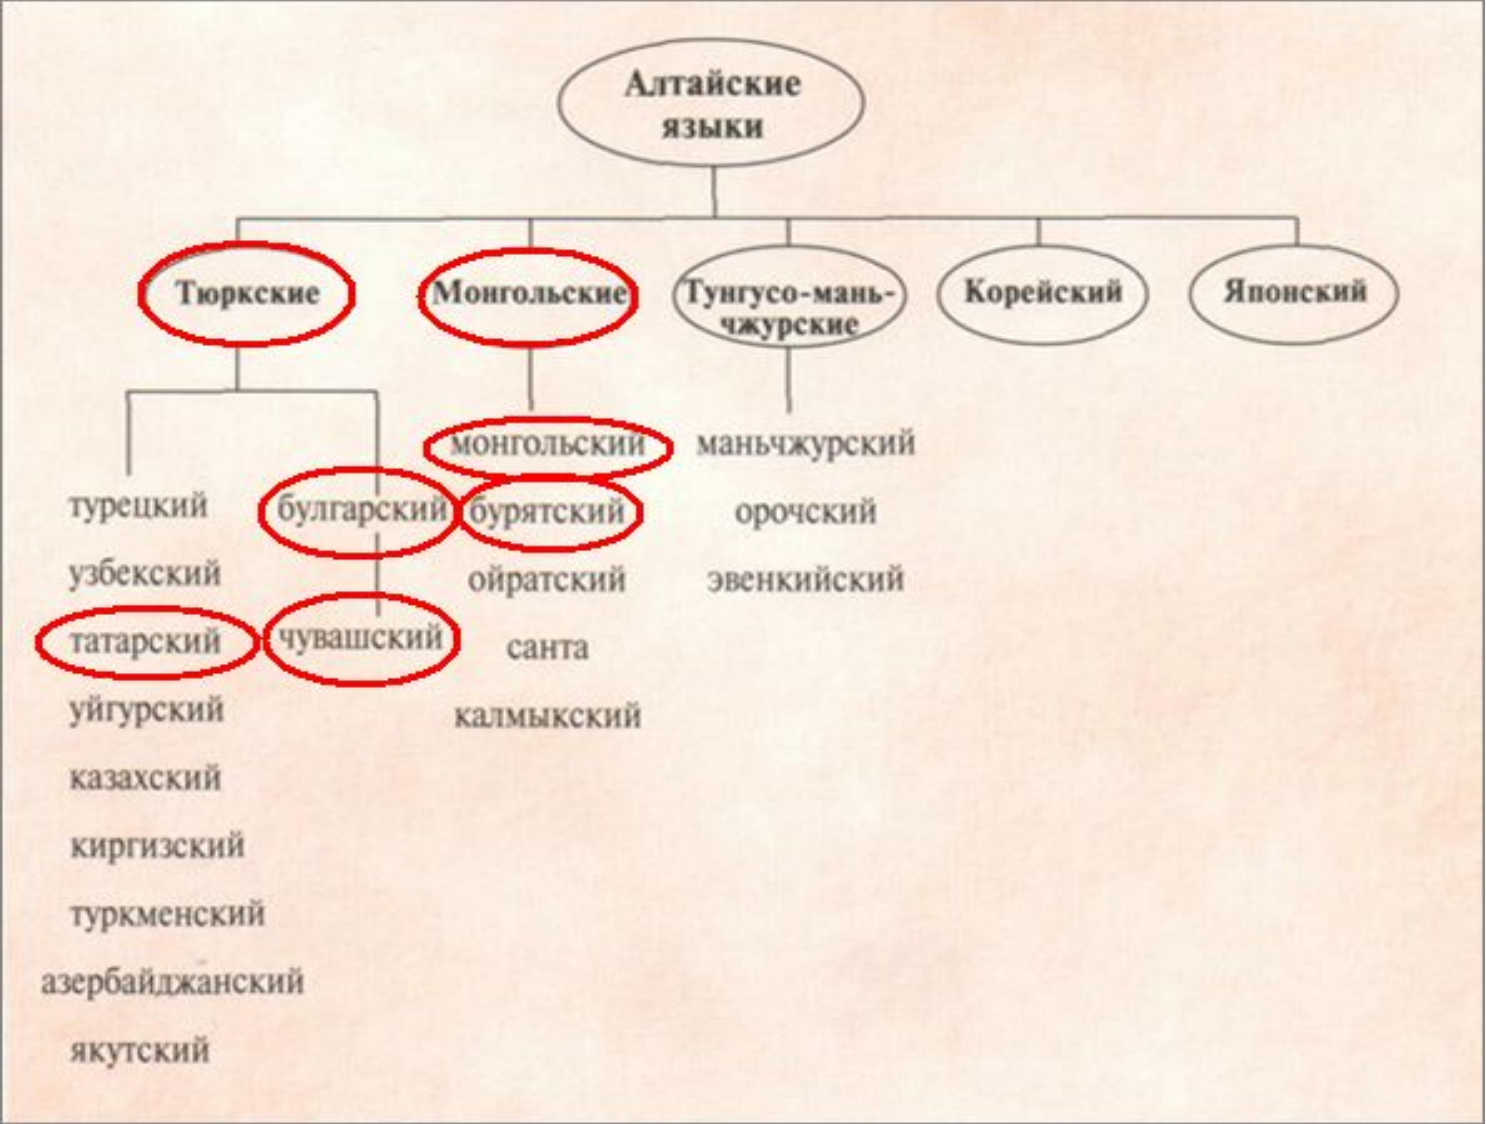 Алтайские
языки
Тюркские
Монгольские
Тунгусо-мань-
чжурские
Корейский
Японский
турецкий
узбекский
татарский
уйгурский
казахский
киргизский
туркменский
азербайджанский
якутский
булгарский
чувашский
монгольский
бурятский
ойратский
санта
калмыкский
маньчжурский
орочский
эвенкийский